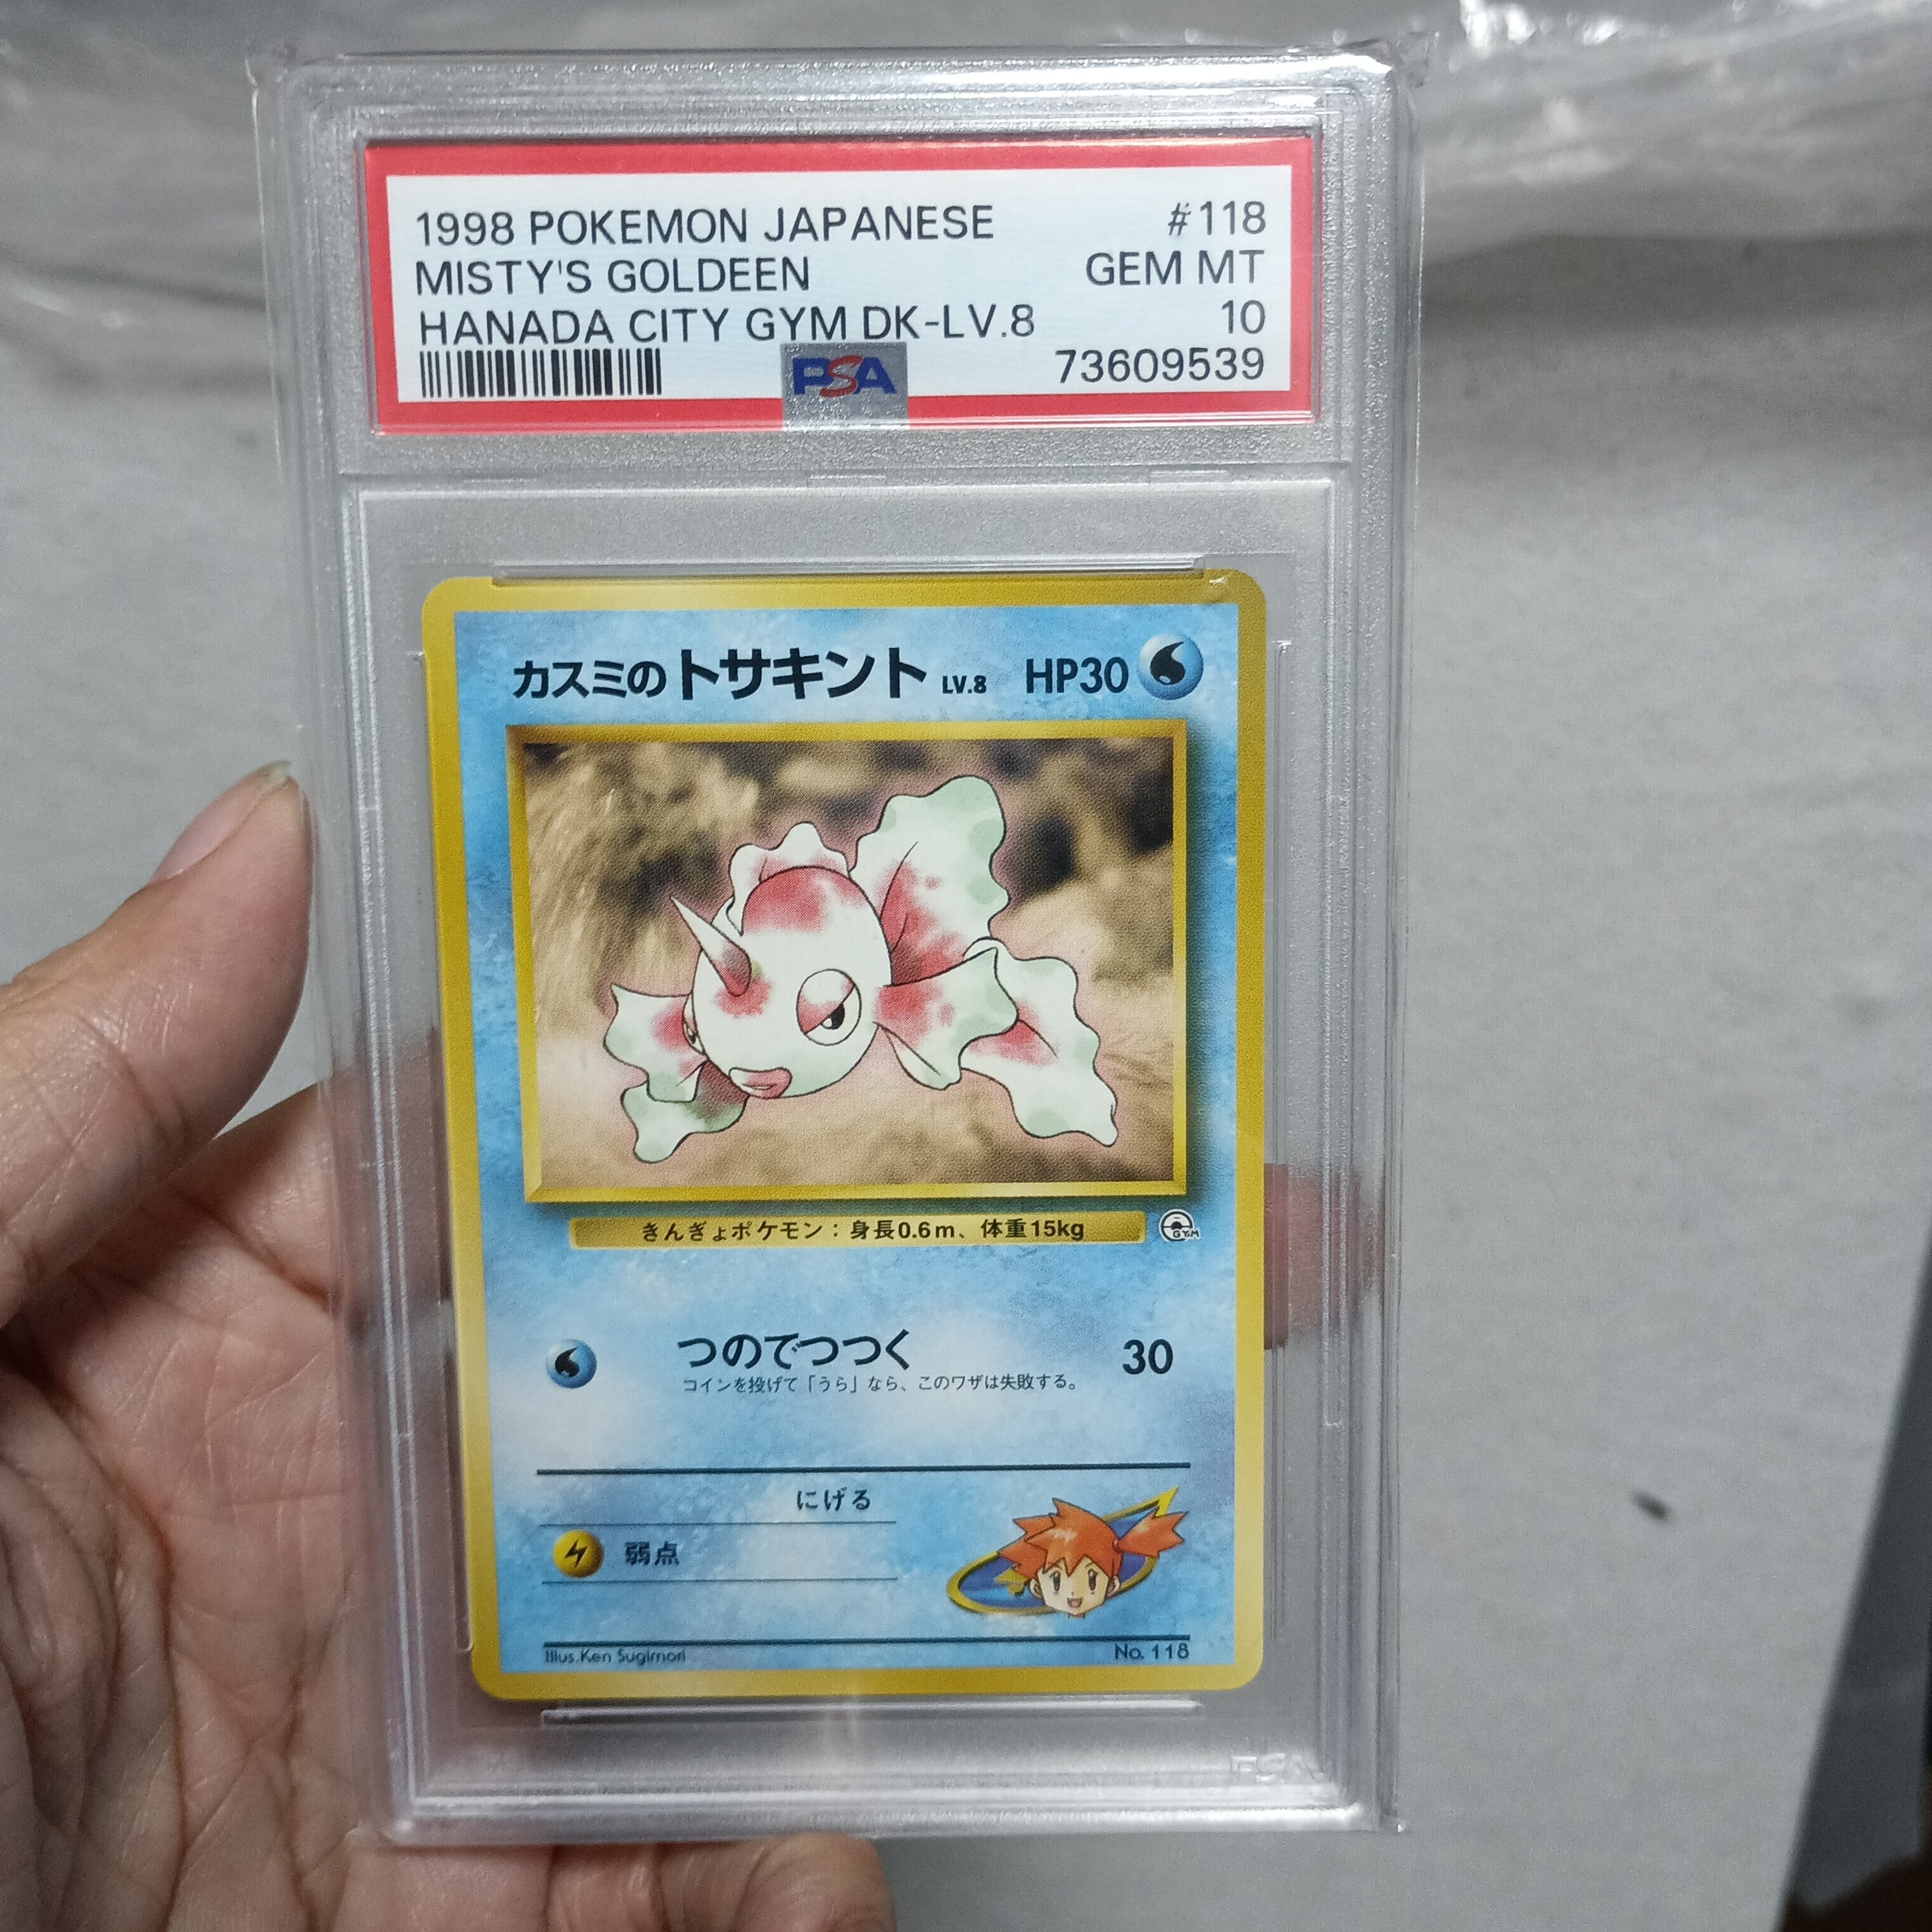 1998 POKEMON JAPANESE #118
MISTY'S GOLDEEN GEM MT
HANADA CITY GYM DK-LV.8 10
PSA 73609539
カスミのトサキント LV.8 HP30
きんぎょポケモン：身長0.6m、体重15kg
GYM
つのでつつく 30
コインを投げて「うら」なら、このワザは失敗する。
にげる
弱点
Illus.Ken Sugimori No. 118
PSA